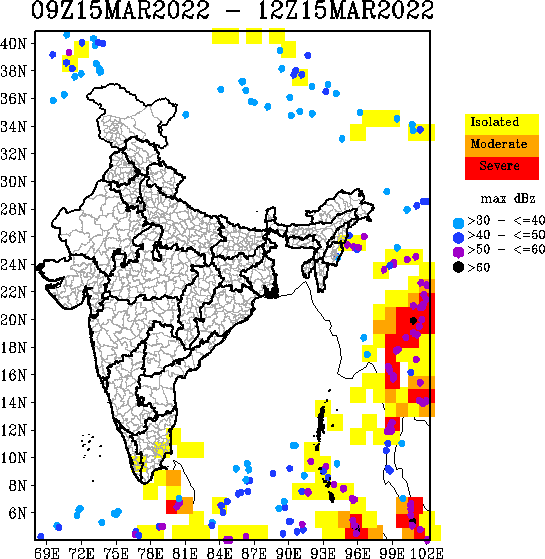 09Z15MAR2022 - 12Z15MAR2022
40N
38N
36N
34N
32N
30N
28N
26N
24N
22N
20N
18N
16N
14N
12N
10N
8N
6N
69E 72E 75E 78E 81E 84E 87E 90E 93E 96E 99E 102E
Isolated
Moderate
Severe
max dBz
>30 - <=40
>40 - <=50
>50 - <=60
>60